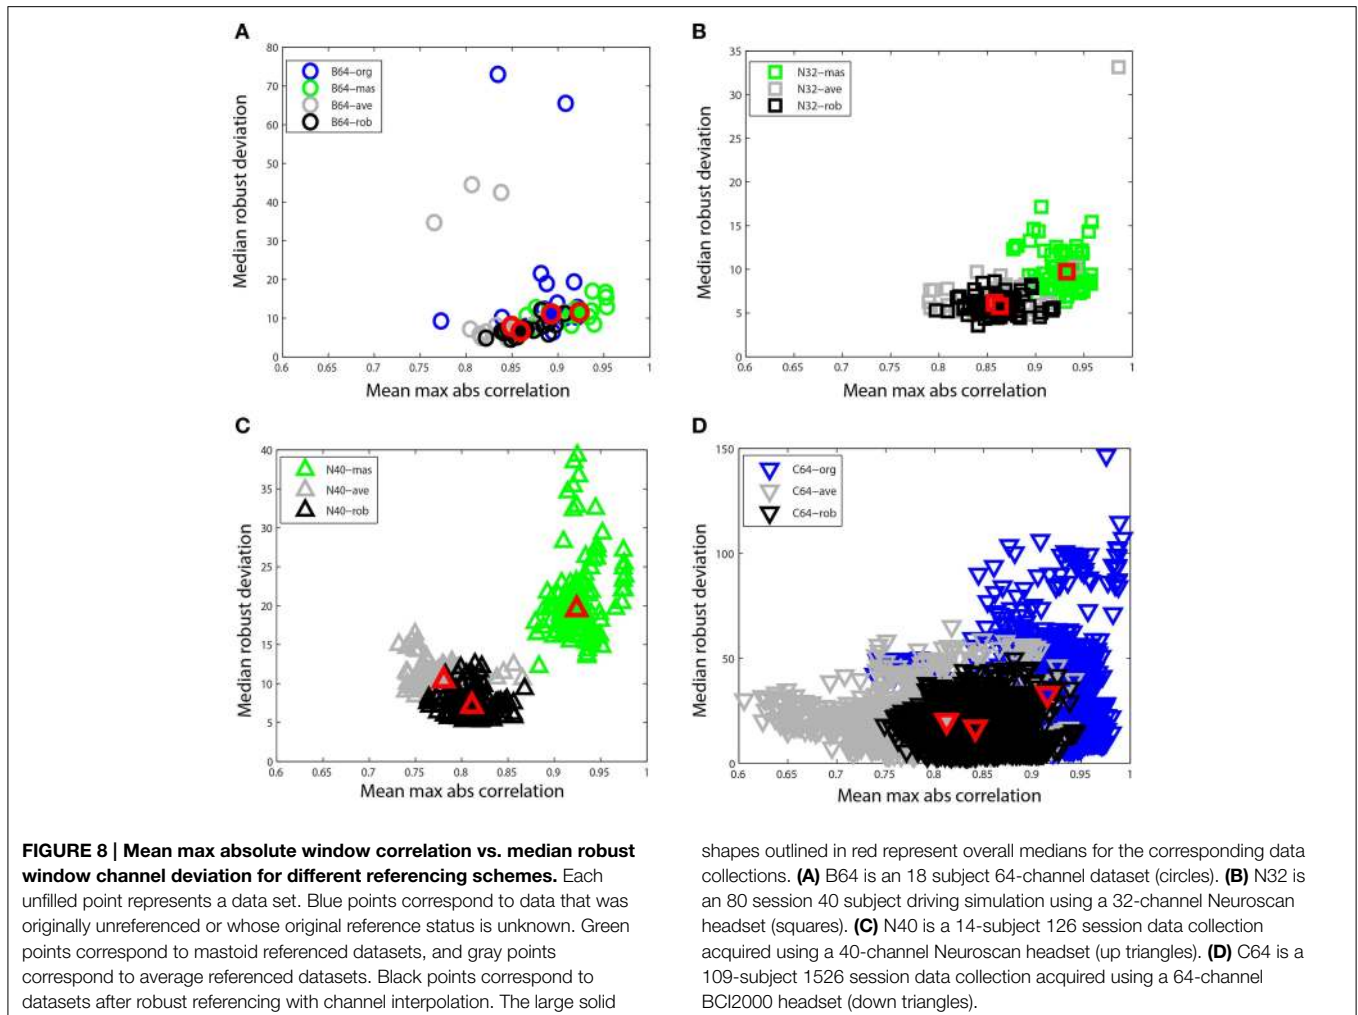 A
80
70
60
50
40
30
20
10
0
Median robust deviation
B64-org
B64-mas
B64-ave
B64-rob
0.6 0.65 0.7 0.75 0.8 0.85 0.9 0.95 1
Mean max abs correlation
B
35
30
25
20
15
10
5
0
Median robust deviation
N32-mas
N32-ave
N32-rob
0.6 0.65 0.7 0.75 0.8 0.85 0.9 0.95 1
Mean max abs correlation
C
40
35
30
25
20
15
10
5
0
Median robust deviation
N40-mas
N40-ave
N40-rob
0.6 0.65 0.7 0.75 0.8 0.85 0.9 0.95 1
Mean max abs correlation
D
150
100
50
0
Median robust deviation
C64-org
C64-ave
C64-rob
0.6 0.65 0.7 0.75 0.8 0.85 0.9 0.95 1
Mean max abs correlation
FIGURE 8 | Mean max absolute window correlation vs. median robust
window channel deviation for different referencing schemes. Each
unfilled point represents a data set. Blue points correspond to data that was
originally unreferenced or whose original reference status is unknown. Green
points correspond to mastoid referenced datasets, and gray points
correspond to average referenced datasets. Black points correspond to
datasets after robust referencing with channel interpolation. The large solid
shapes outlined in red represent overall medians for the corresponding data
collections. (A) B64 is an 18 subject 64-channel dataset (circles). (B) N32 is
an 80 session 40 subject driving simulation using a 32-channel Neuroscan
headset (squares). (C) N40 is a 14-subject 126 session data collection
acquired using a 40-channel Neuroscan headset (up triangles). (D) C64 is a
109-subject 1526 session data collection acquired using a 64-channel
BCI2000 headset (down triangles).